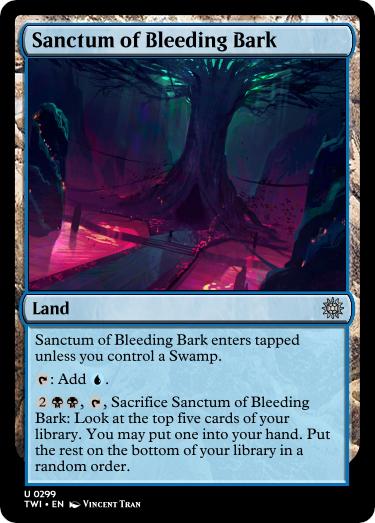 Sanctum of Bleeding Bark
Land
Sanctum of Bleeding Bark enters tapped
unless you control a Swamp.
: Add .
2 , , Sacrifice Sanctum of Bleeding
Bark: Look at the top five cards of your
library. You may put one into your hand. Put
the rest on the bottom of your library in a
random order.
U 0299
TWI • EN Vincent Tran